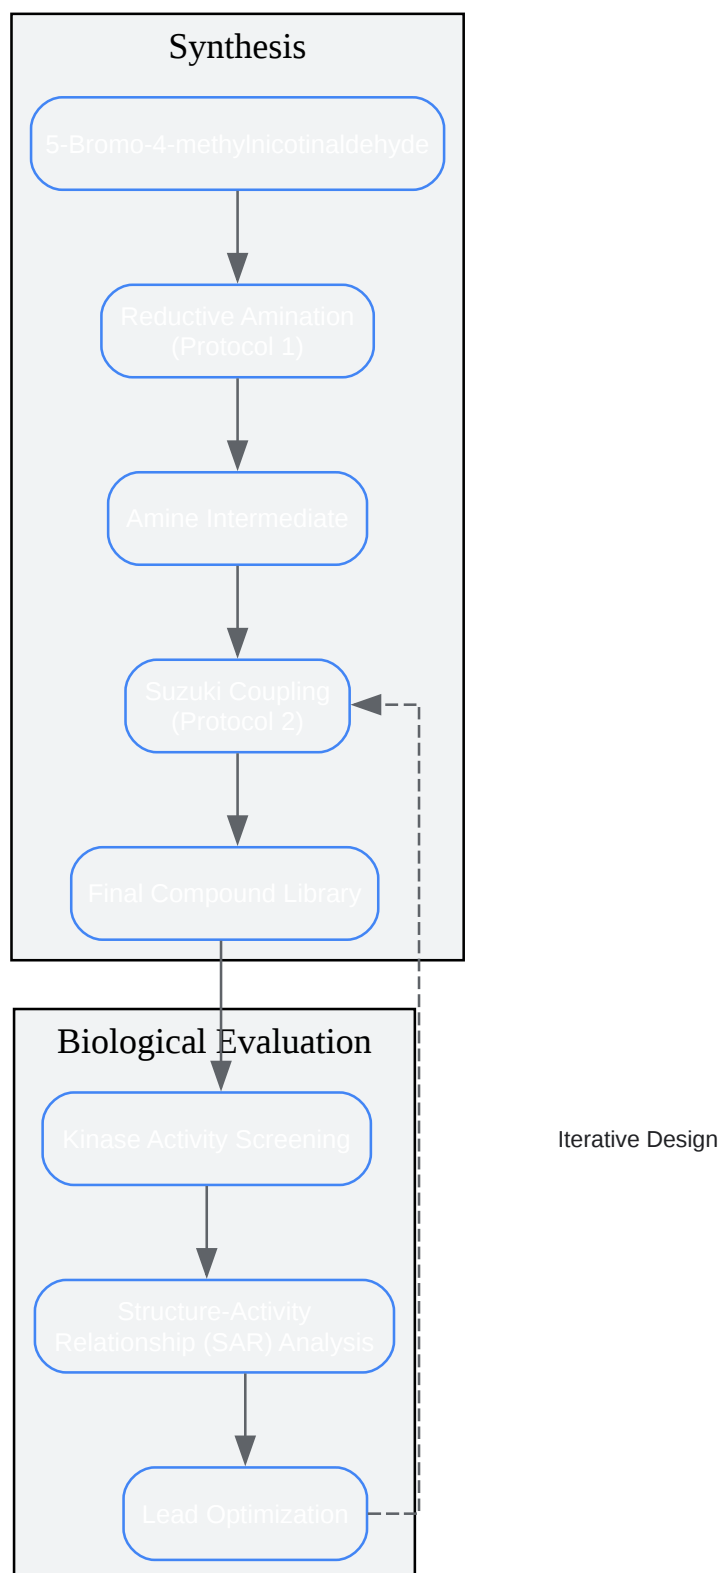 Synthesis
5-Bromo-4-methylnicotinaldehyde
Reductive Amination
(Protocol 1)
Amine Intermediate
Suzuki Coupling
(Protocol 2)
Final Compound Library
Biological Evaluation
Kinase Activity Screening
Iterative Design
Structure-Activity
Relationship (SAR) Analysis
Lead Optimization